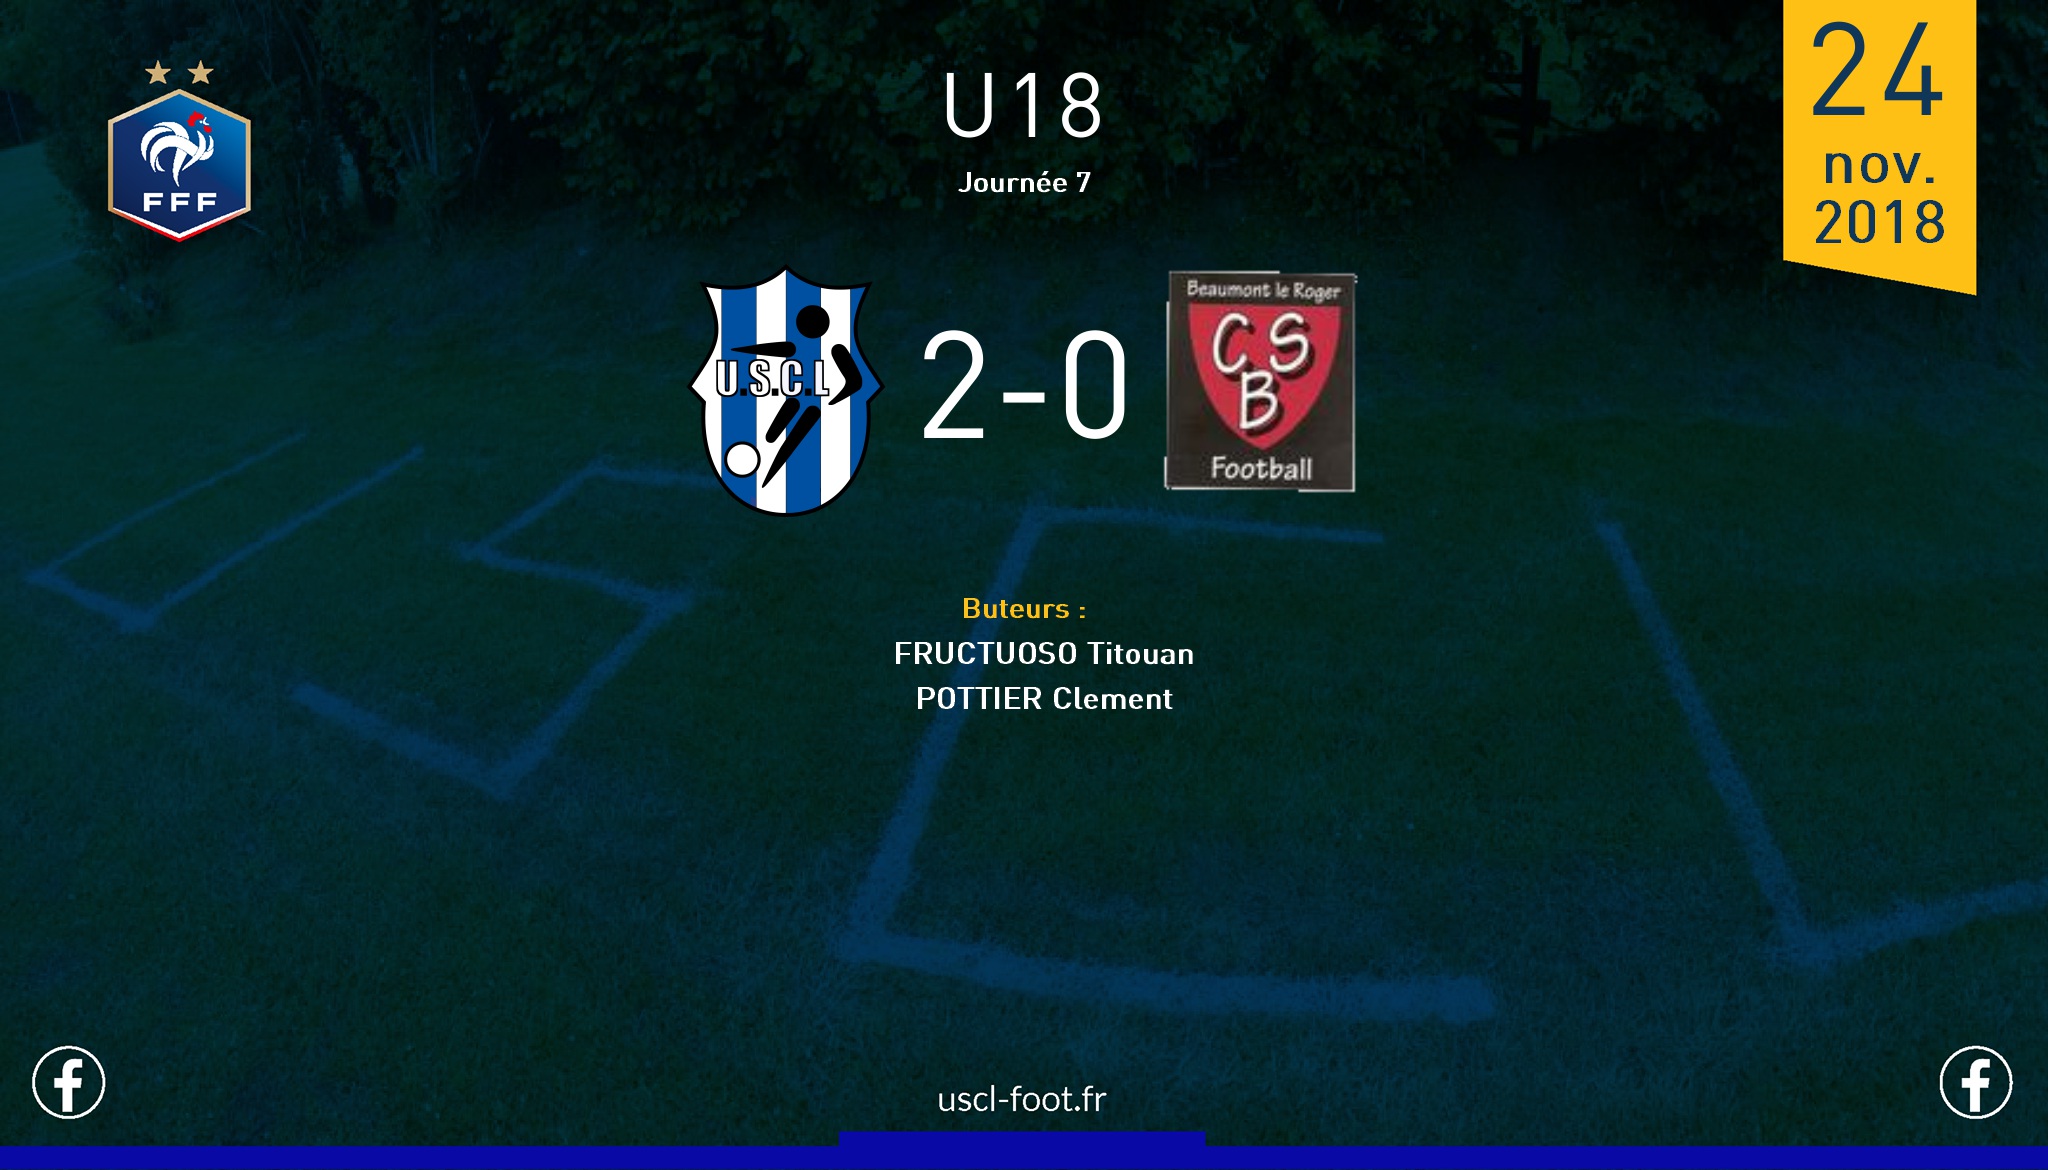 24
nov.
2018
FFF
U18
Journée 7
U.S.C.L
2-0
Beaumont le Roger
C S
B
Football
Buteurs :
FRUCTUOSO Titouan
POTTIER Clement
USCL
uscl-foot.fr